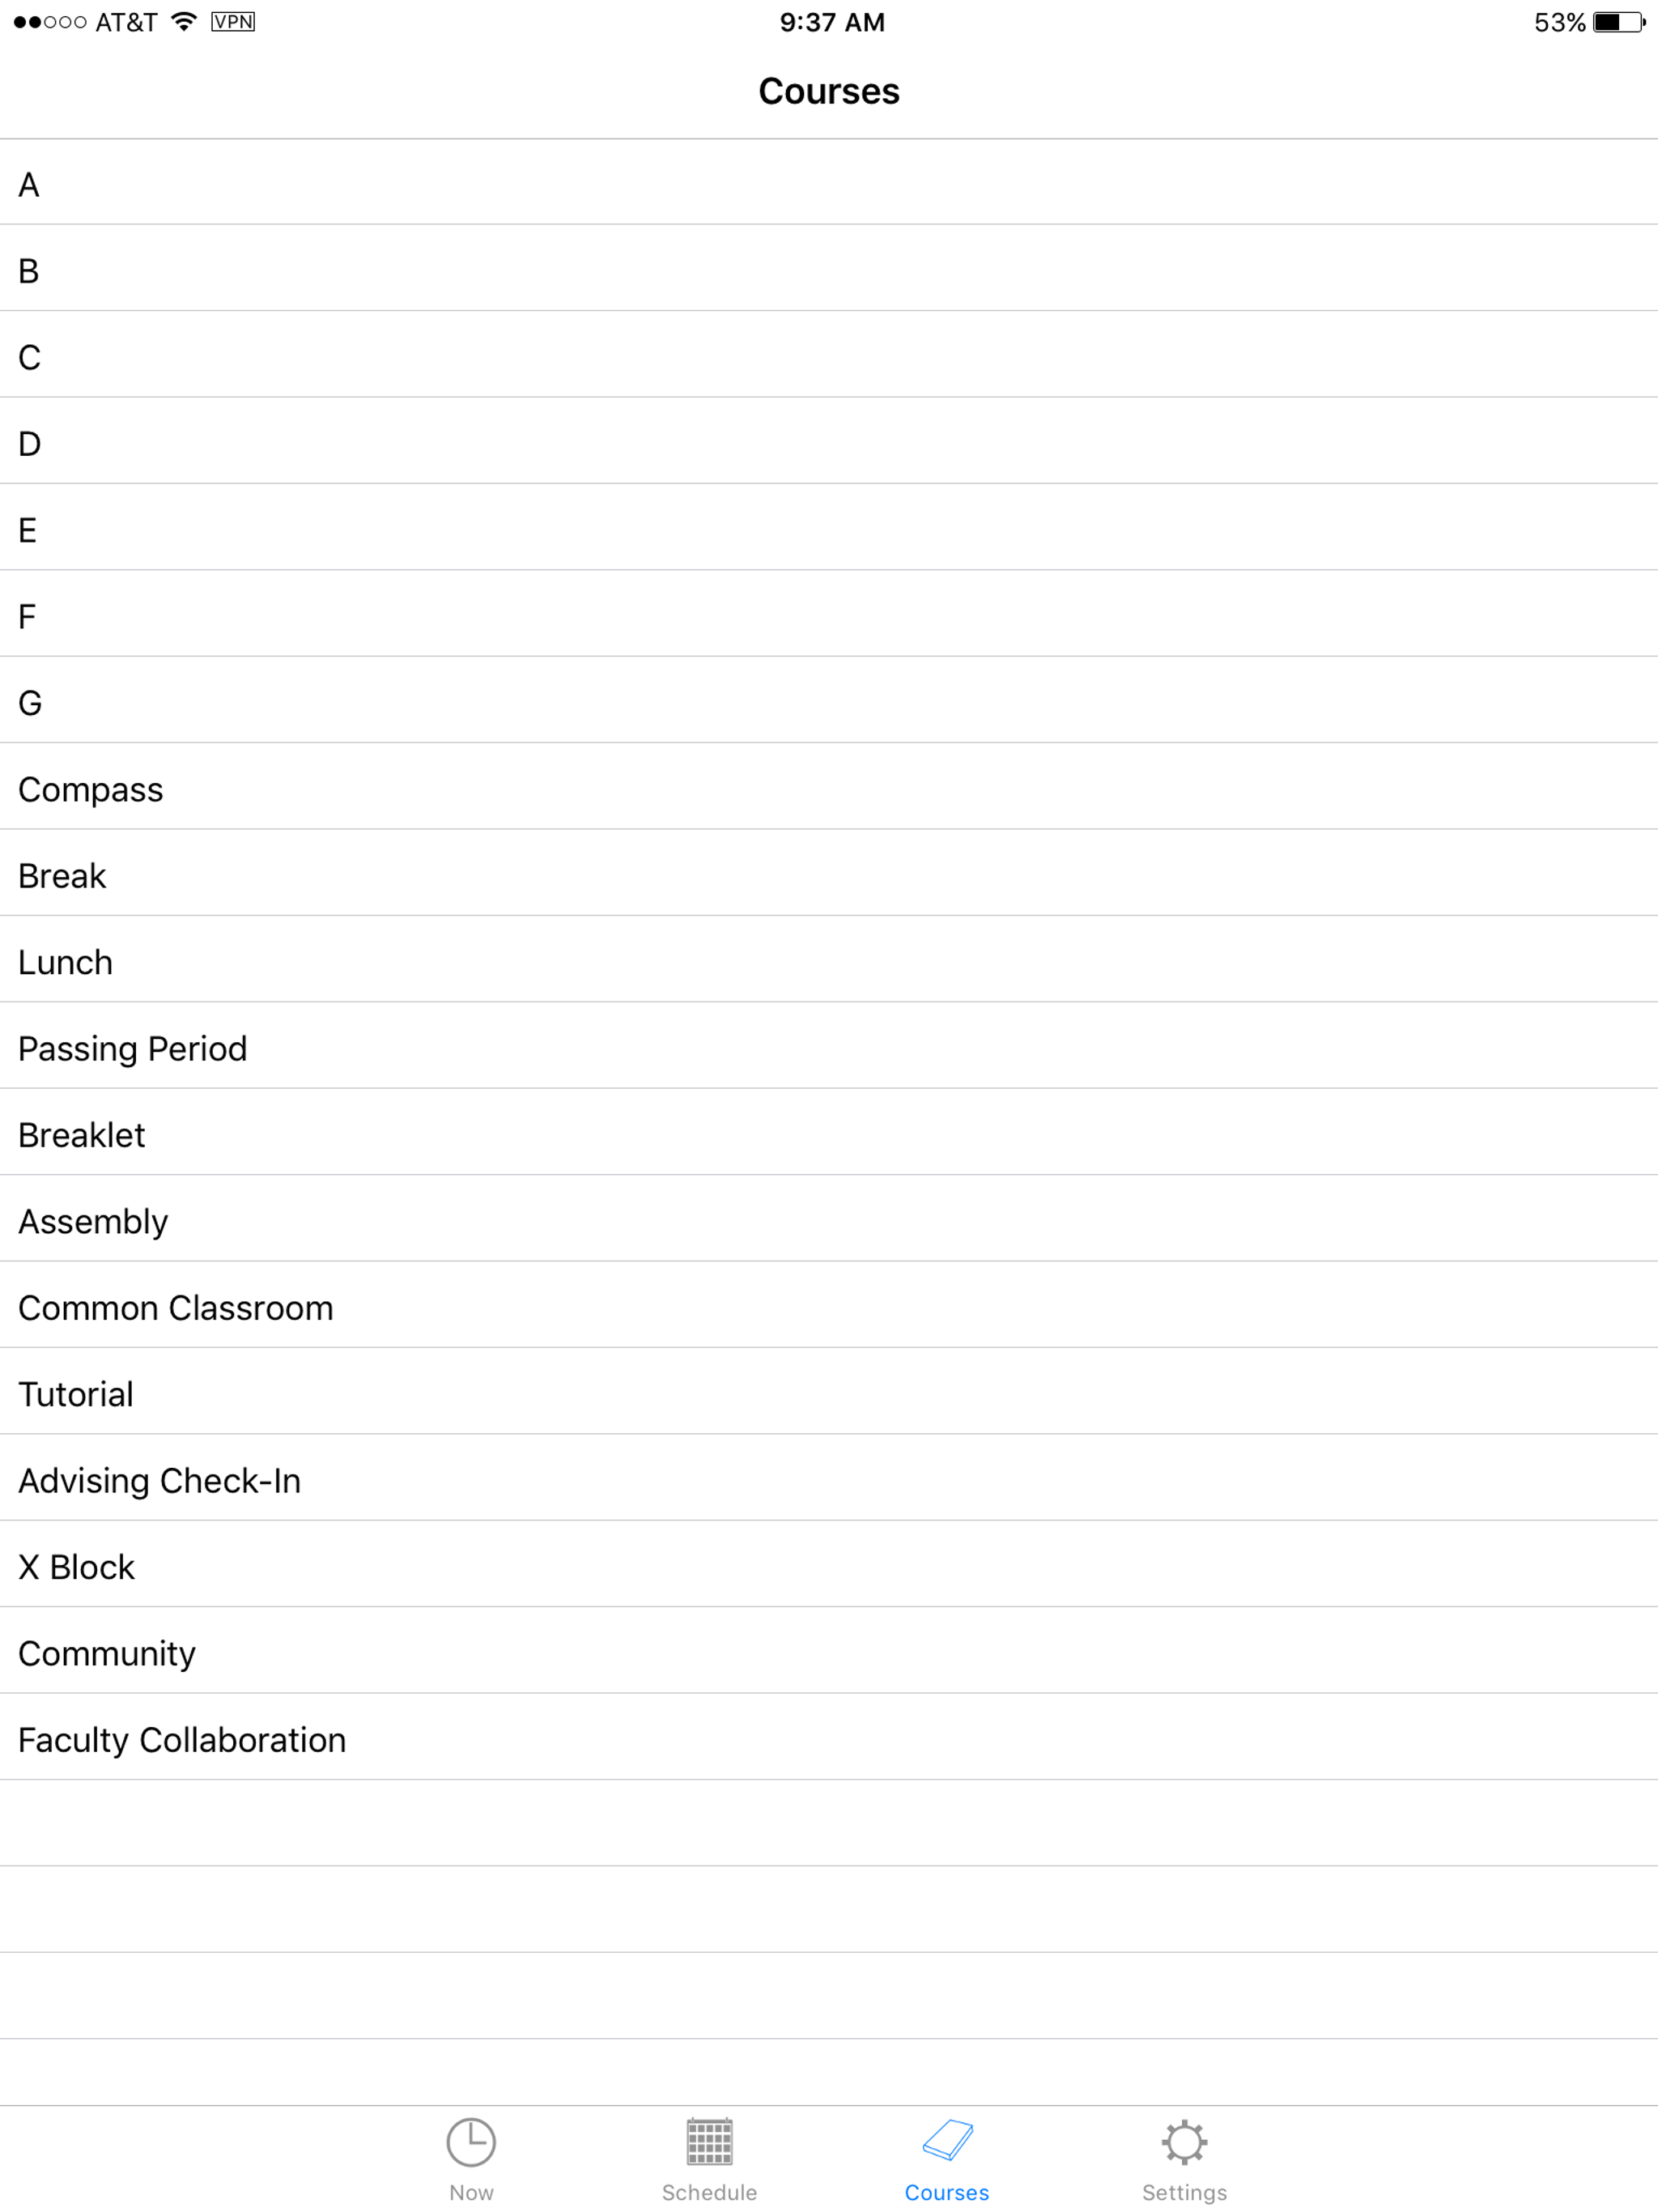 AT&T VPN 9:37 AM 53%
Courses
A
B
C
D
E
F
G
Compass
Break
Lunch
Passing Period
Breaklet
Assembly
Common Classroom
Tutorial
Advising Check-In
X Block
Community
Faculty Collaboration
Now Schedule Courses Settings